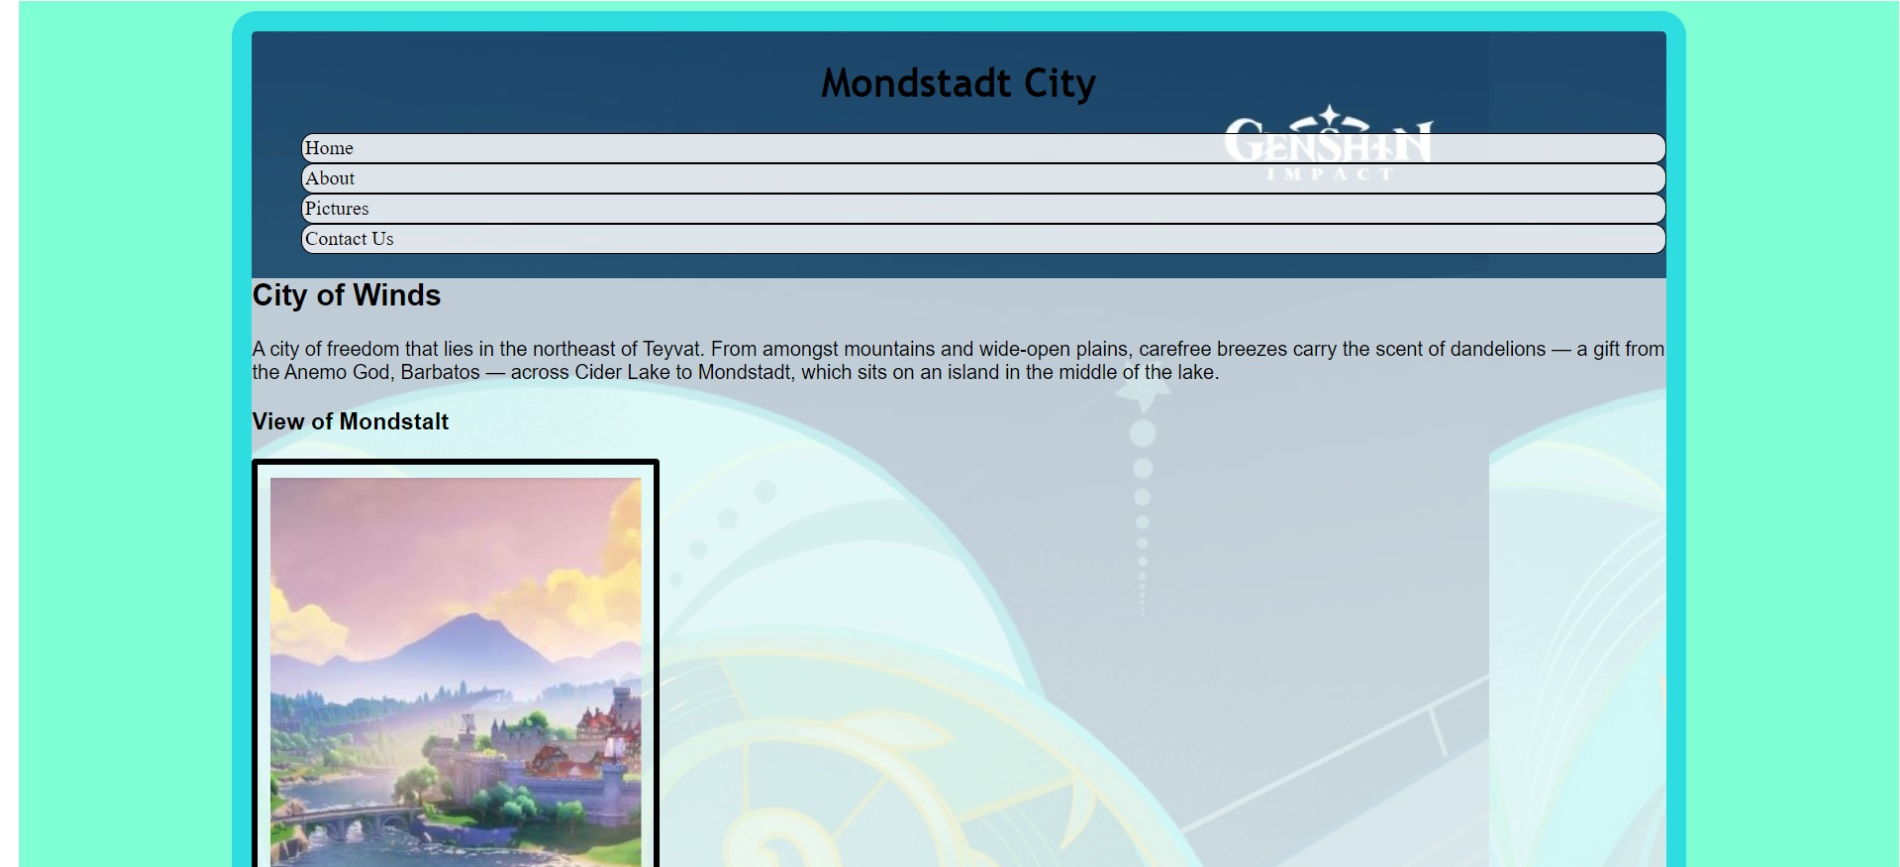 Mondstadt City
GENSHIN
IMPACT
Home
About
Pictures
Contact Us
City of Winds
A city of freedom that lies in the northeast of Teyvat. From amongst mountains and wide-open plains, carefree breezes carry the scent of dandelions — a gift from
the Anemo God, Barbatos — across Cider Lake to Mondstadt, which sits on an island in the middle of the lake.
View of Mondstalt